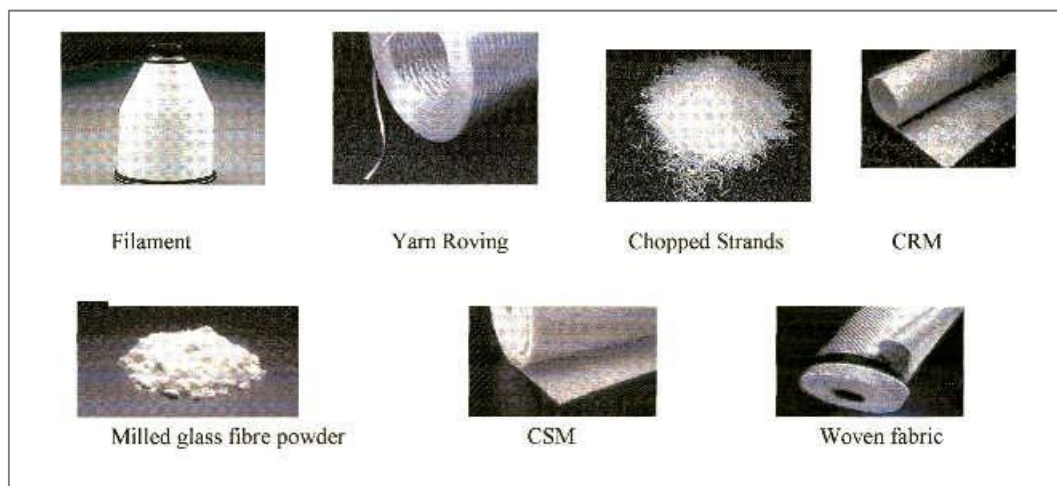 Filament
Yarn Roving
Chopped Strands
CRM
Milled glass fibre powder
CSM
Woven fabric